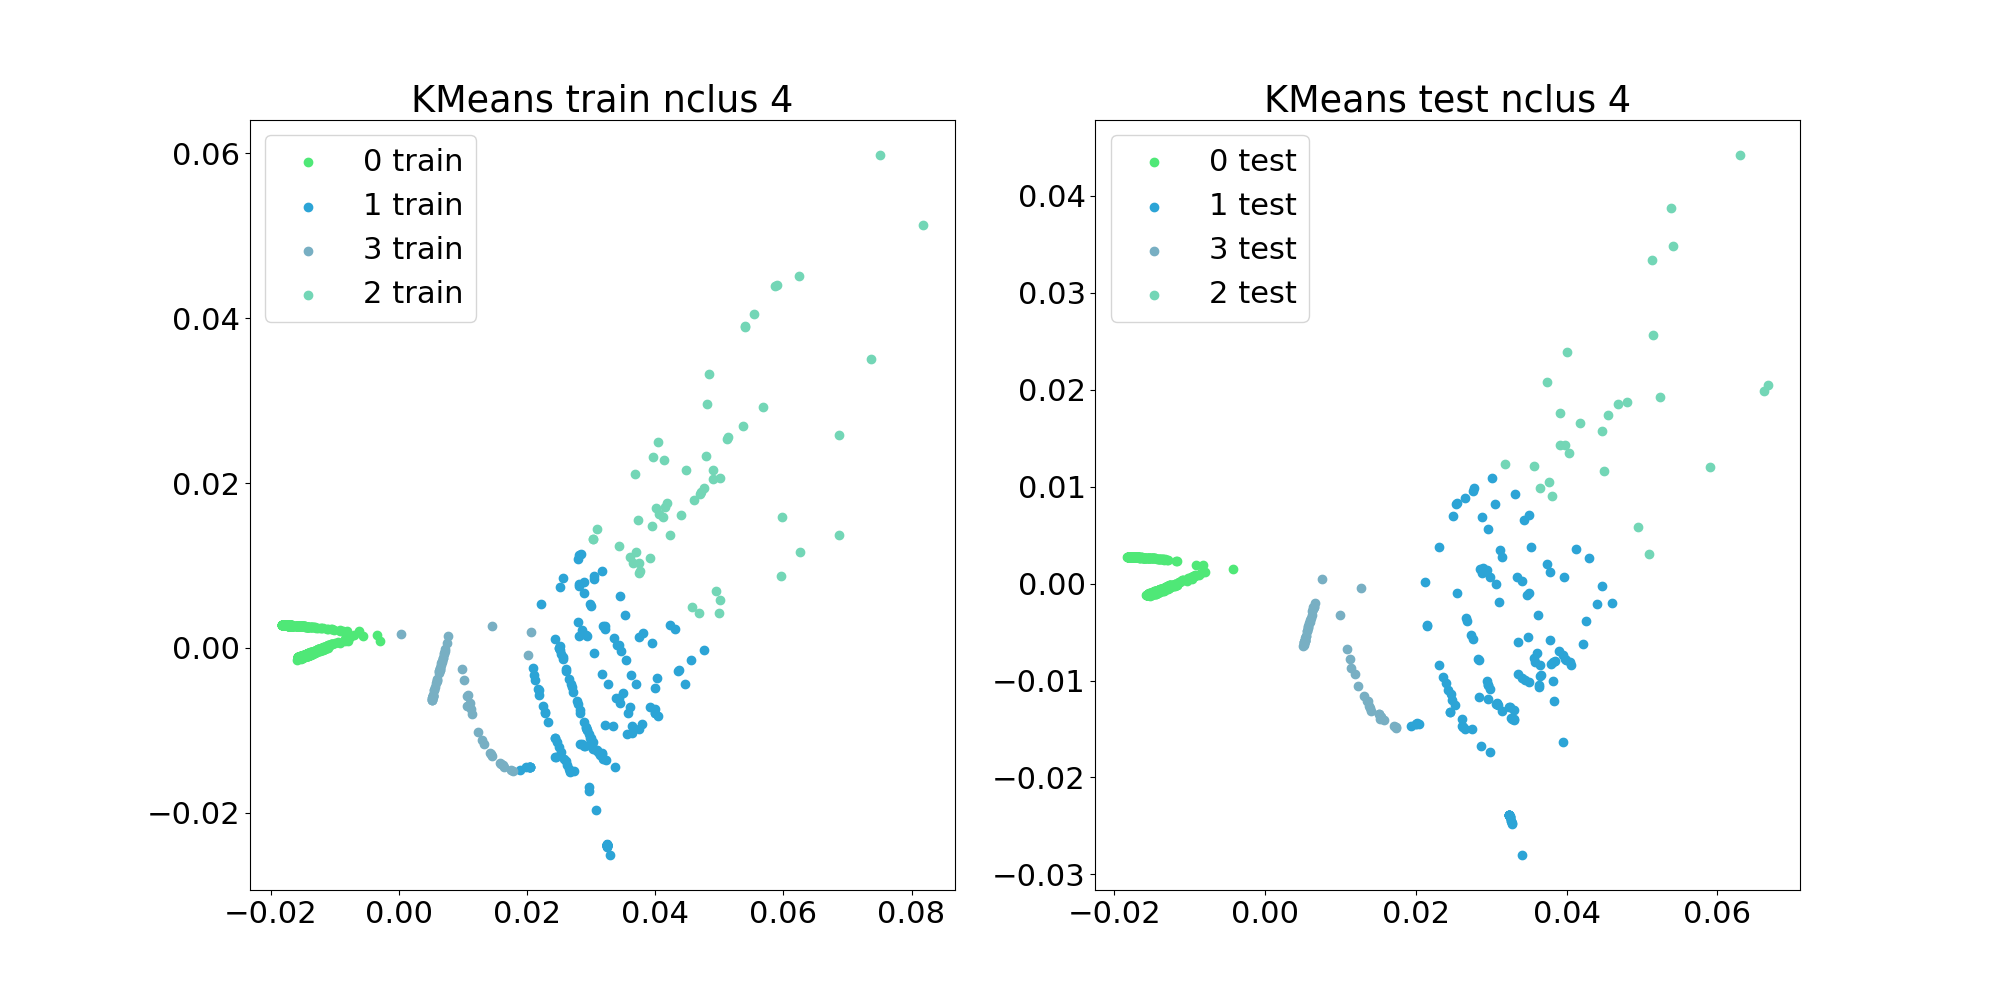 KMeans train nclus 4
0 train
1 train
3 train
2 train
0.06
0.04
0.02
0.00
−0.02
−0.02 0.00 0.02 0.04 0.06 0.08
KMeans test nclus 4
0 test
1 test
3 test
2 test
0.04
0.03
0.02
0.01
0.00
−0.01
−0.02
−0.03
−0.02 0.00 0.02 0.04 0.06